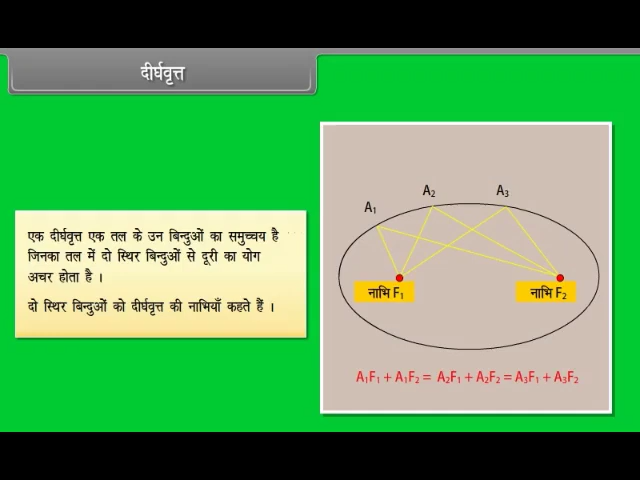 दीर्घवृत्त
एक दीर्घवृत्त एक तल के उन बिन्दुओं का समुच्चय है
जिनका तल में दो स्थिर बिन्दुओं से दूरी का योग
अचर होता है ।
दो स्थिर बिन्दुओं को दीर्घवृत्त की नाभियाँ कहते हैं ।
A₁
A₂
A₃
नाभि F₁
नाभि F₂
A₁F₁ + A₁F₂ = A₂F₁ + A₂F₂ = A₃F₁ + A₃F₂